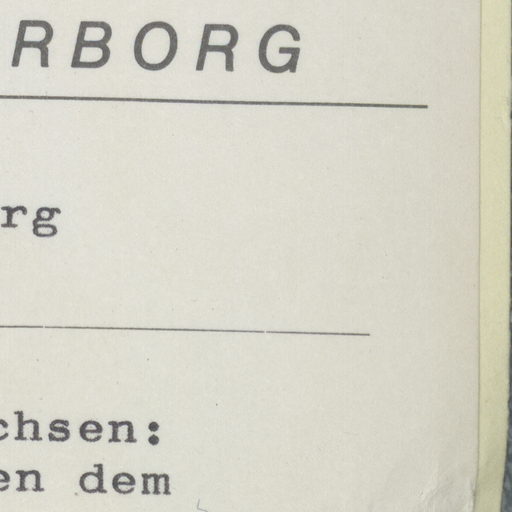 RBORG
rg
chsen:
en dem